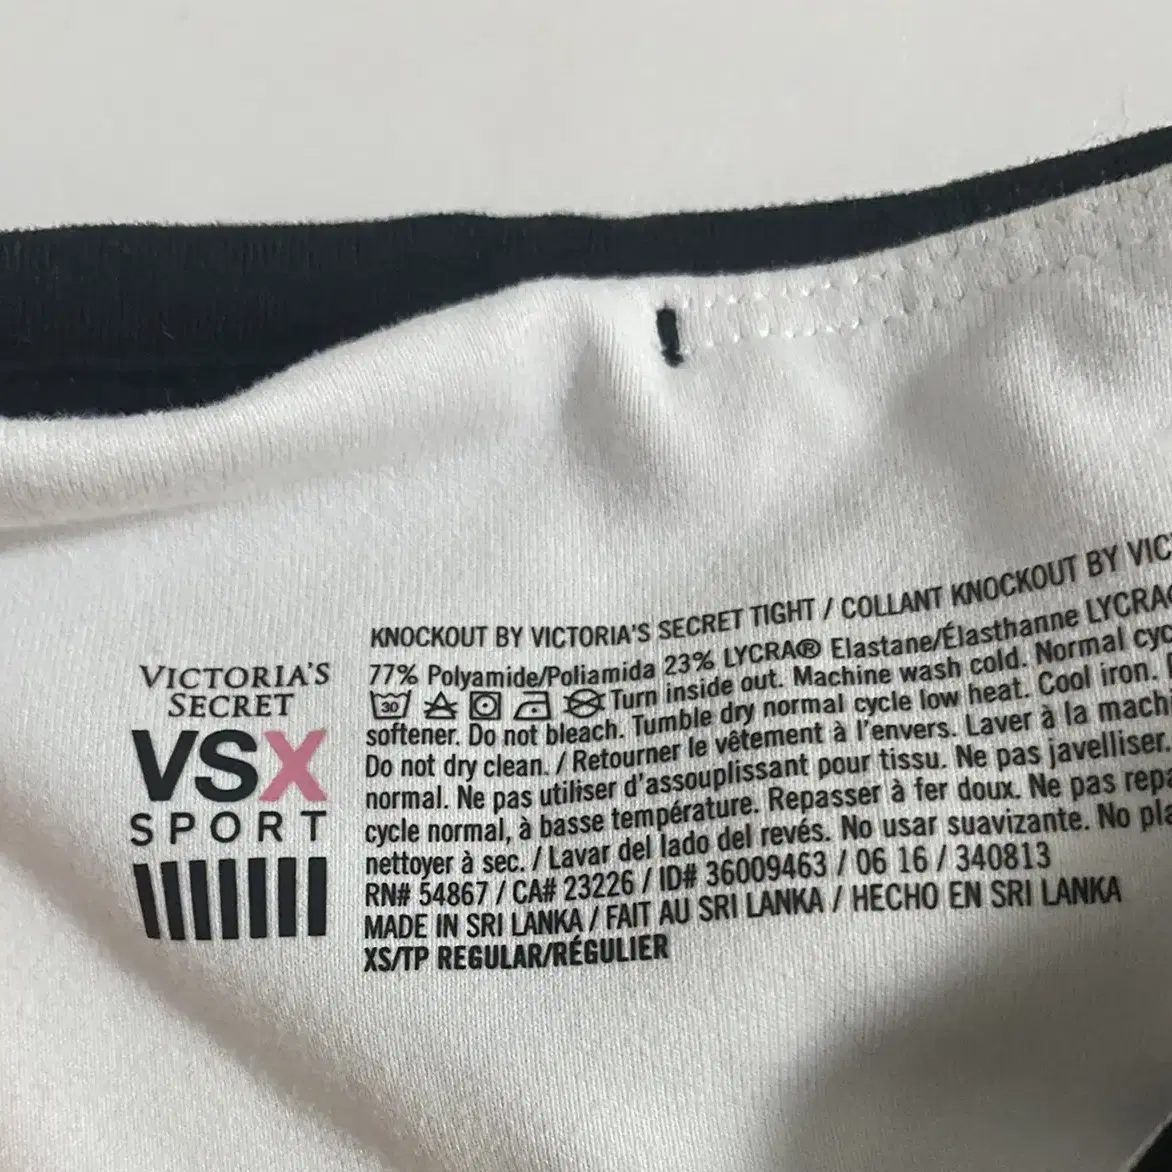 VICTORIA'S
SECRET
VSX
SPORT
KNOCKOUT BY VICTORIA'S SECRET TIGHT / COLLANT KNOCKOUT BY
77% Polyamide/Poliamida 23% LYCRA® Elastane/Élasthanne LYCRA
30 Turn inside out. Machine wash cold. Normal
softener. Do not bleach. Tumble dry normal cycle low heat. Cool iron.
Do not dry clean. / Retourner le vêtement à l'envers. Laver à la
normal. Ne pas utiliser d'assouplissant pour tissu. Ne pas javelliser.
cycle normal, à basse température. Repasser à fer doux. Ne pas
nettoyer à sec. / Lavar del lado del revés. No usar suavizante. No
RN# 54867 / CA# 23226 / ID# 36009463 / 06 16 / 340813
MADE IN SRI LANKA / FAIT AU SRI LANKA / HECHO EN SRI LANKA
XS/TP REGULAR/RÉGULIER